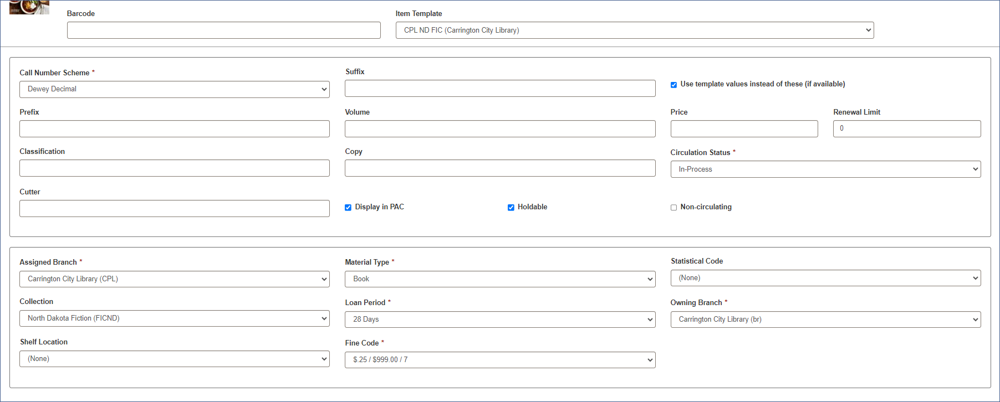 Barcode
Item Template
CPL ND FIC (Carrington City Library)
Call Number Scheme *
Dewey Decimal
Suffix
Use template values instead of these (if available)
Prefix
Volume
Price
Renewal Limit
0
Classification
Copy
Circulation Status *
In-Process
Cutter
Display in PAC
Holdable
Non-circulating
Assigned Branch *
Carrington City Library (CPL)
Material Type *
Book
Statistical Code
(None)
Collection
North Dakota Fiction (FICND)
Loan Period *
28 Days
Owning Branch *
Carrington City Library (br)
Shelf Location
(None)
Fine Code *
$.25 / $999.00 / 7